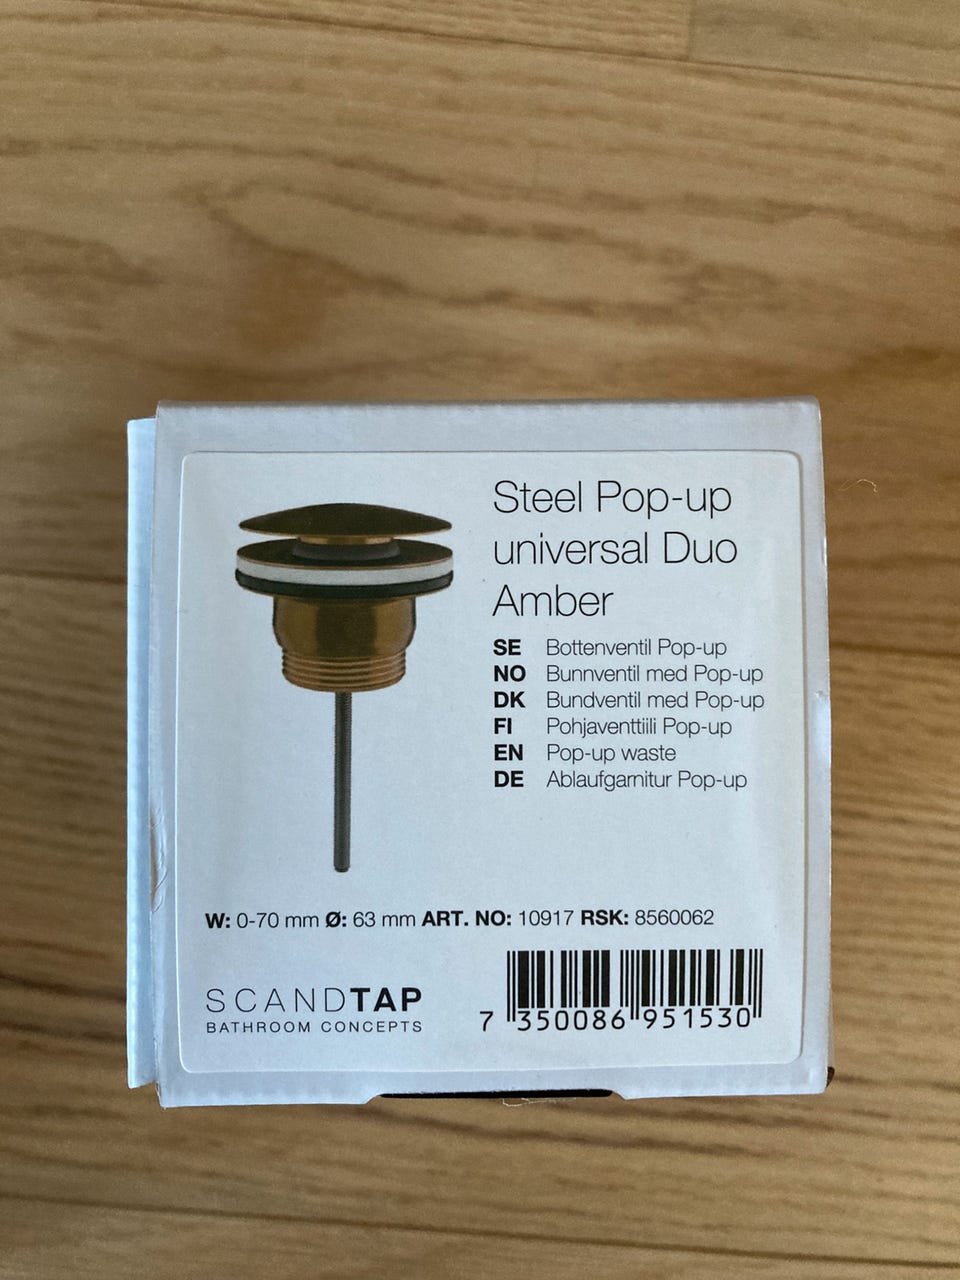 Steel Pop-up
universal Duo
Amber
SE Bottenventil Pop-up
NO Bunnventil med Pop-up
DK Bundventil med Pop-up
FI Pohjaventtiili Pop-up
EN Pop-up waste
DE Ablaufgarnitur Pop-up
W: 0-70 mm Ø: 63 mm ART. NO: 10917 RSK: 8560062
SCANDTAP
BATHROOM CONCEPTS
7 350086 951530